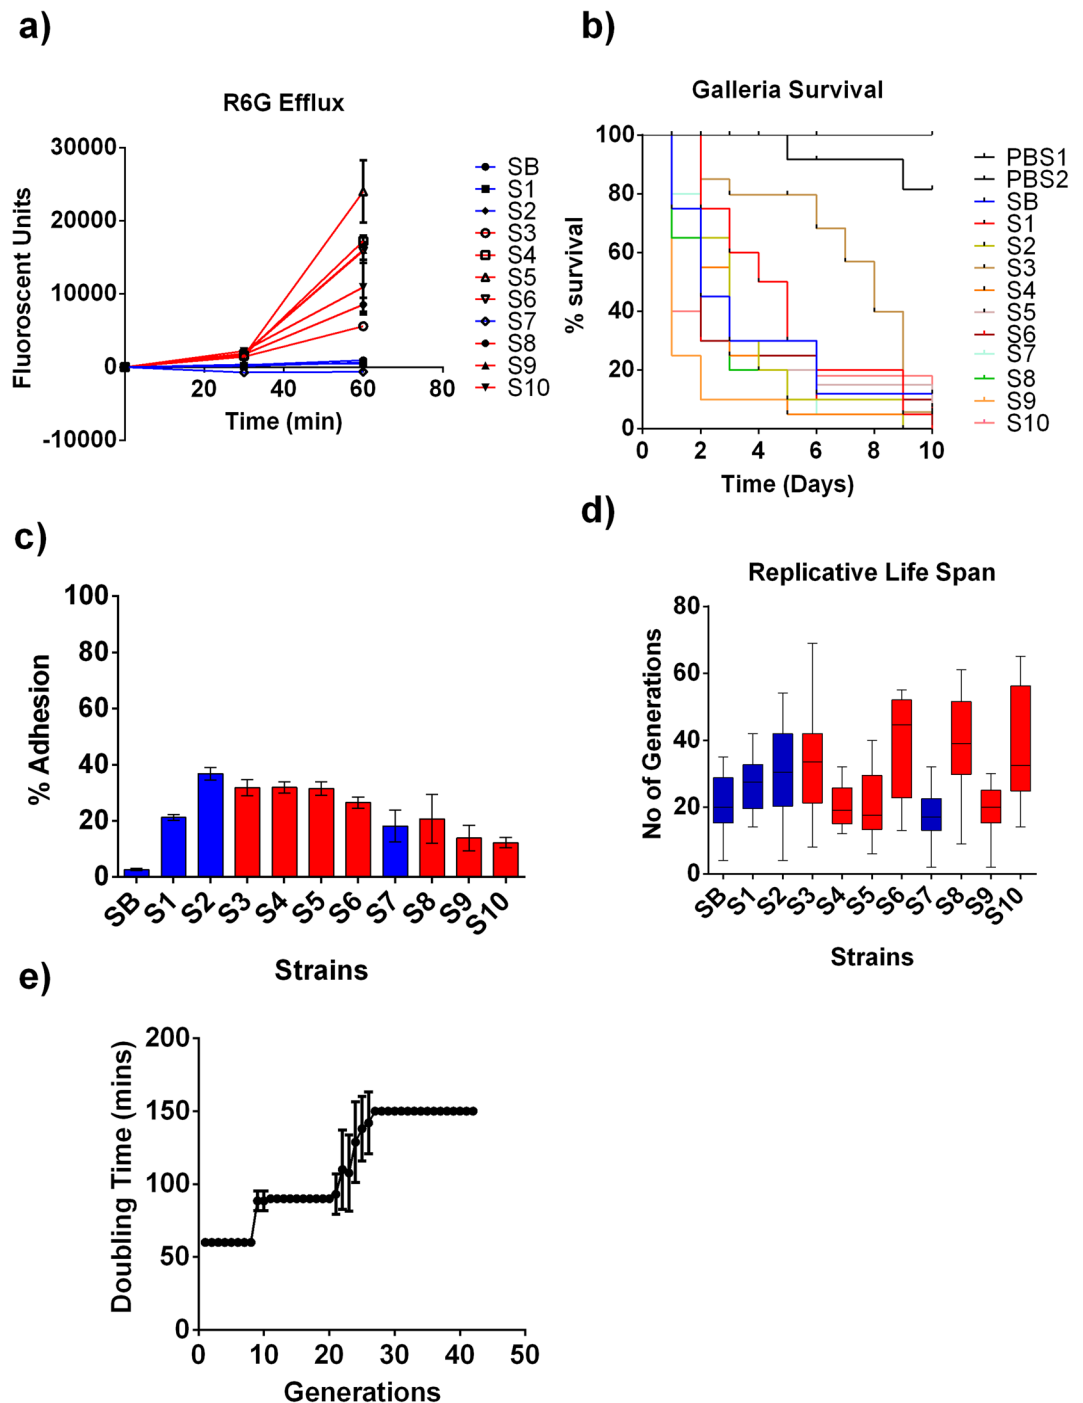 a)
R6G Efflux
Fluoroscent Units
30000
20000
10000
0
-10000
20
40
60
80
Time (min)
SB
S1
S2
S3
S4
S5
S6
S7
S8
S9
S10
b)
Galleria Survival
% survival
100
80
60
40
20
0
0
2
4
6
8
10
Time (Days)
PBS1
PBS2
SB
S1
S2
S3
S4
S5
S6
S7
S8
S9
S10
c)
% Adhesion
100
80
60
40
20
0
SB
S1
S2
S3
S4
S5
S6
S7
S8
S9
S10
Strains
d)
Replicative Life Span
No of Generations
80
60
40
20
0
SB
S1
S2
S3
S4
S5
S6
S7
S8
S9
S10
Strains
e)
Doubling Time (mins)
200
150
100
50
0
0
10
20
30
40
50
Generations